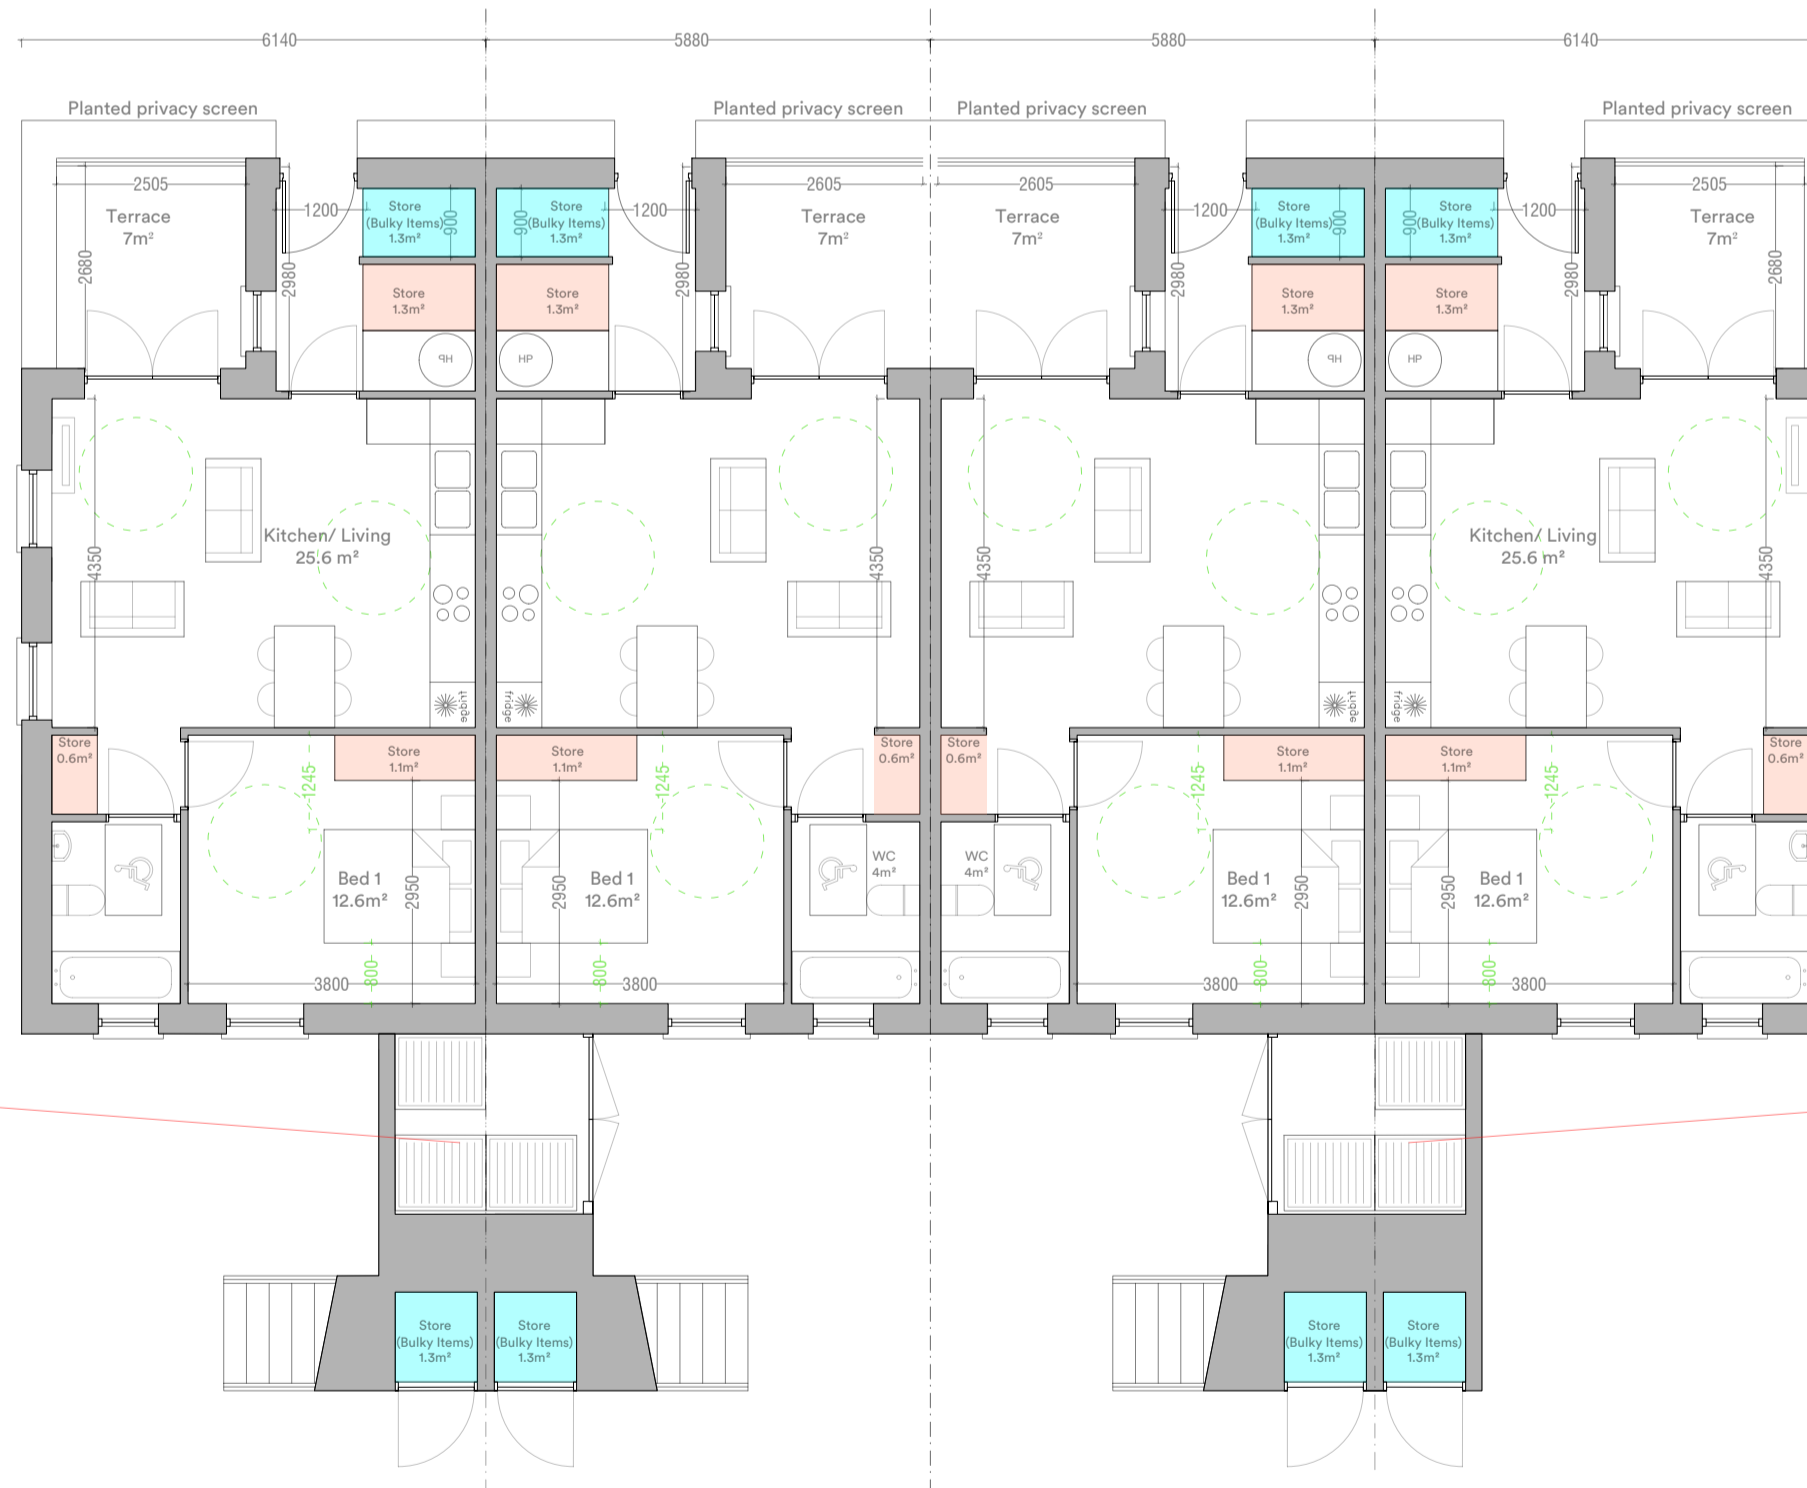 6140 5880 5880 6140
Planted privacy screen Planted privacy screen Planted privacy screen Planted privacy screen
2505 2605 2605 2505
1200 1200 1200 1200
Store Store Store Store
(Bulky Items) (Bulky Items) (Bulky Items) (Bulky Items)
1.3m² 1.3m² 1.3m² 1.3m²
900 900 900 900
Terrace Terrace Terrace Terrace
7m² 7m² 7m² 7m²
2680 2980 2980 2980 2980 2680
Store Store Store Store
1.3m² 1.3m² 1.3m² 1.3m²
HP HP HP HP
Kitchen/ Living Kitchen/ Living
25.6 m² 25.6 m²
4350 4350 4350 4350
fridge fridge fridge fridge
Store Store Store Store Store Store Store Store
0.6m² 1.1m² 1.1m² 0.6m² 0.6m² 1.1m² 1.1m² 0.6m²
1245 1245 1245 1245
WC WC
4m² 4m²
Bed 1 Bed 1 Bed 1 Bed 1
12.6m² 12.6m² 12.6m² 12.6m²
2950 2950 2950 2950
800 800 800 800
3800 3800 3800 3800
Store Store Store Store
(Bulky Items) (Bulky Items) (Bulky Items) (Bulky Items)
1.3m² 1.3m² 1.3m² 1.3m²